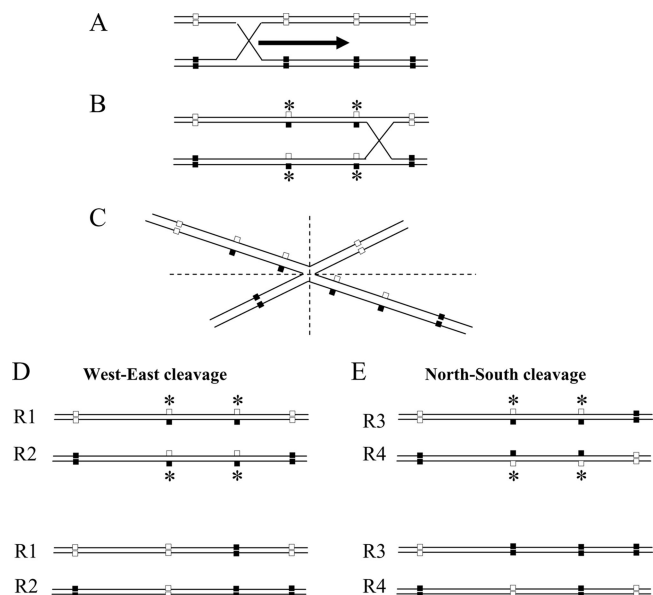 A
B
* *
* *
C
D West-East cleavage
* *
R1
R2
* *
R1
R2
E North-South cleavage
* *
R3
R4
* *
R3
R4